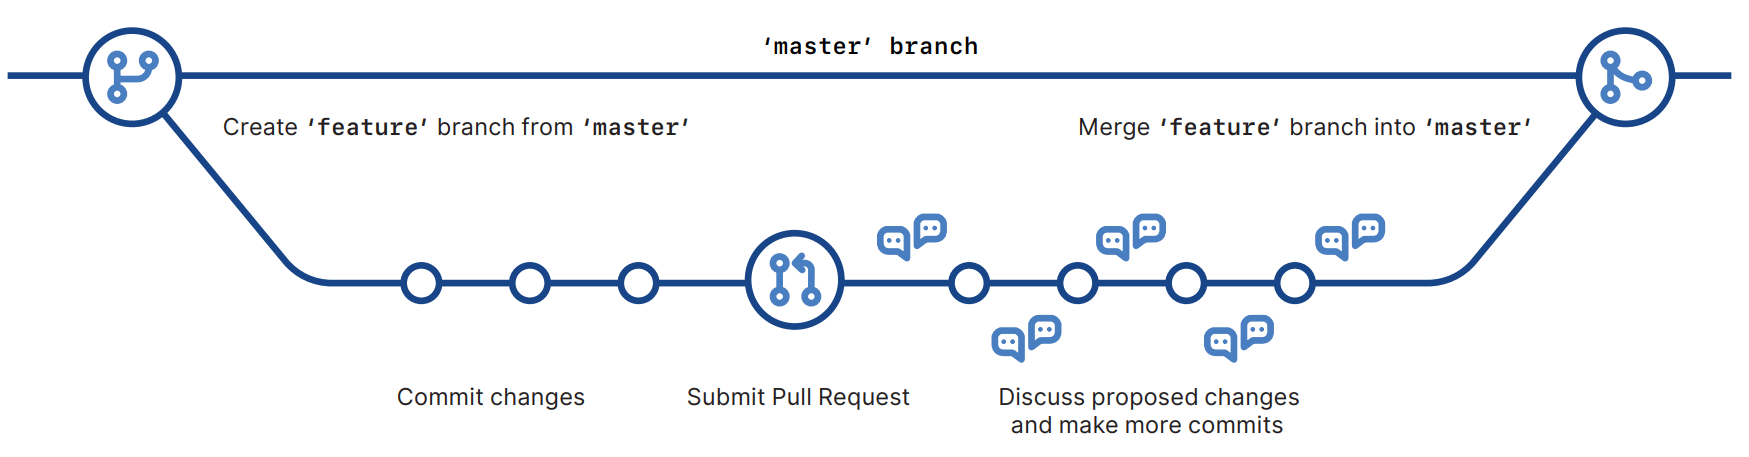 ‘master’ branch
Create ‘feature’ branch from ‘master’
Merge ‘feature’ branch into ‘master’
Commit changes
Submit Pull Request
Discuss proposed changes
and make more commits